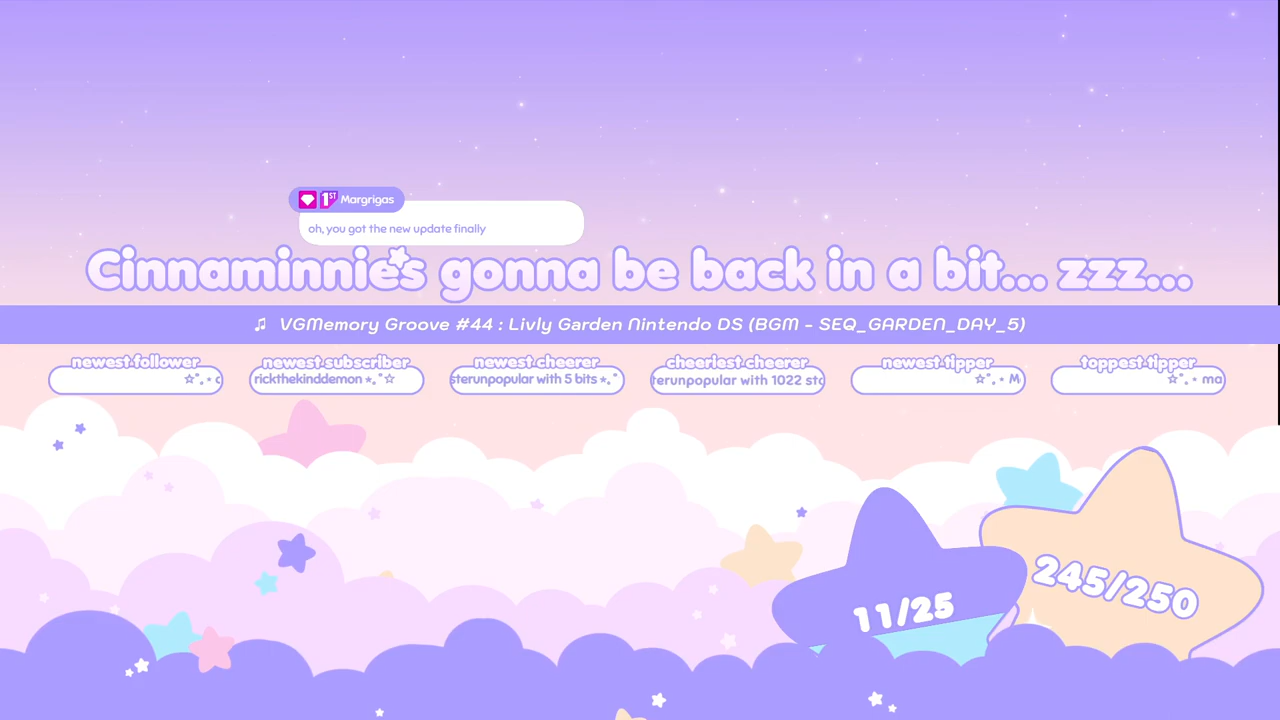 1ST Margrigas
oh, you got the new update finally
Cinnaminnie's gonna be back in a bit... zzz...
♫ VGMemory Groove #44 : Livly Garden Nintendo DS (BGM - SEQ_GARDEN_DAY_5)
newest follower
newest subscriber
rickthekinddemon ⋆｡˚☆
newest cheerer
sterunpopular with 5 bits ⋆｡˚
cheeriest cheerer
terunpopular with 1022
newest tipper
☆˚｡⋆ M
toppest tipper
☆˚｡⋆ ma
11/25
245/250